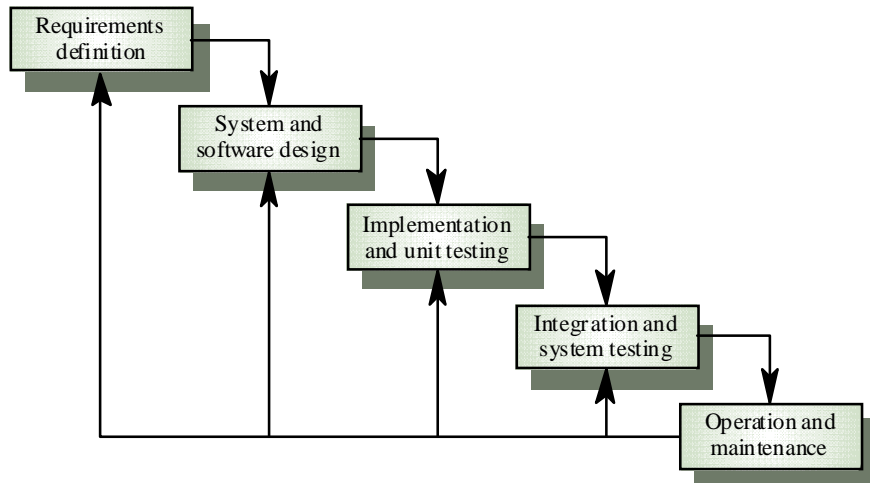 Requirements
definition
System and
software design
Implementation
and unit testing
Integration and
system testing
Operation and
maintenance